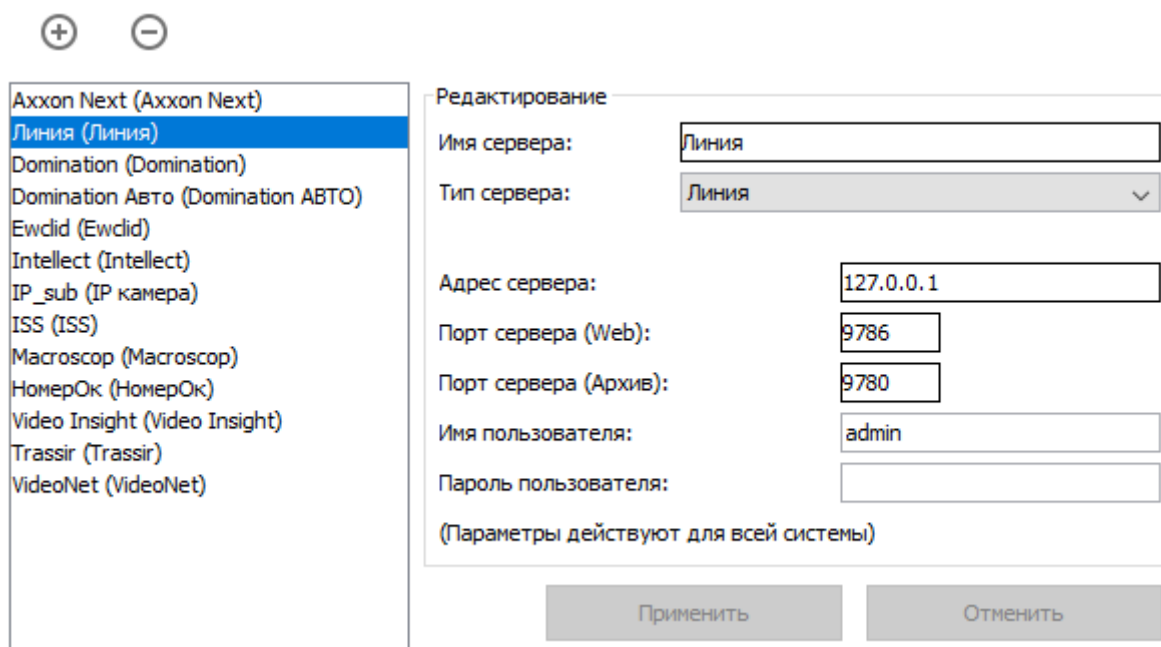 Axxon Next (Axxon Next)
Линия (Линия)
Domination (Domination)
Domination Авто (Domination АВТО)
Ewclid (Ewclid)
Intellect (Intellect)
IP_sub (IP камера)
ISS (ISS)
Macroscop (Macroscop)
НомерОк (НомерОк)
Video Insight (Video Insight)
Trassir (Trassir)
VideoNet (VideoNet)
Редактирование
Имя сервера: Линия
Тип сервера: Линия
Адрес сервера: 127.0.0.1
Порт сервера (Web): 9786
Порт сервера (Архив): 9780
Имя пользователя: admin
Пароль пользователя:
(Параметры действуют для всей системы)
Применить Отменить